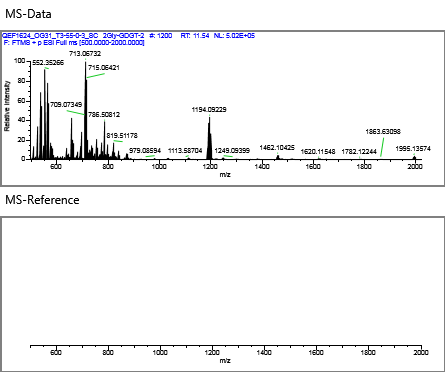 MS-Data
QEF1624_OG31_T3-55-0-3_SC 2Gly-GDGT-2 #: 1200 RT: 11.54 NL: 5.02E+05
F: FTMS + p ESI Full ms [500.0000-2000.0000]
713.06732
100
552.35266
715.06421
80
Relative Intensity
60
709.07349
786.50812
1194.09229
40
819.51178
1863.63098
20
979.08594
1113.58704
1249.09399
1462.10425
1620.11548
1782.12244
1995.13574
0
600 800 1000 1200 1400 1600 1800 2000
m/z
MS-Reference
600 800 1000 1200 1400 1600 1800 2000
m/z